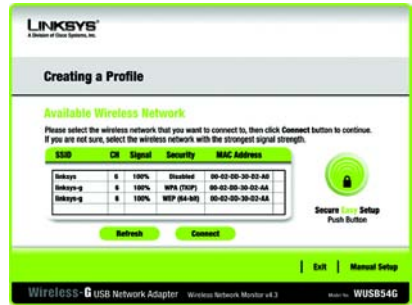 LINKSYS®
A Division of Cisco Systems, Inc.
Creating a Profile
Available Wireless Network
Please select the wireless network that you want to connect to, then click Connect button to continue.
If you are not sure, select the wireless network with the strongest signal strength.
SSID CH Signal Security MAC Address
linksys 6 100% Disabled 00-02-DD-30-D2-A0
linksys-g 6 100% WPA (TKIP) 00-02-DD-30-D2-AA
linksys-g 6 100% WEP (64-bit) 00-02-DD-30-D2-AA
Refresh Connect
Secure Easy Setup
Push Button
Exit Manual Setup
Wireless-G USB Network Adapter Wireless Network Monitor v4.3 Model No. WUSB54G